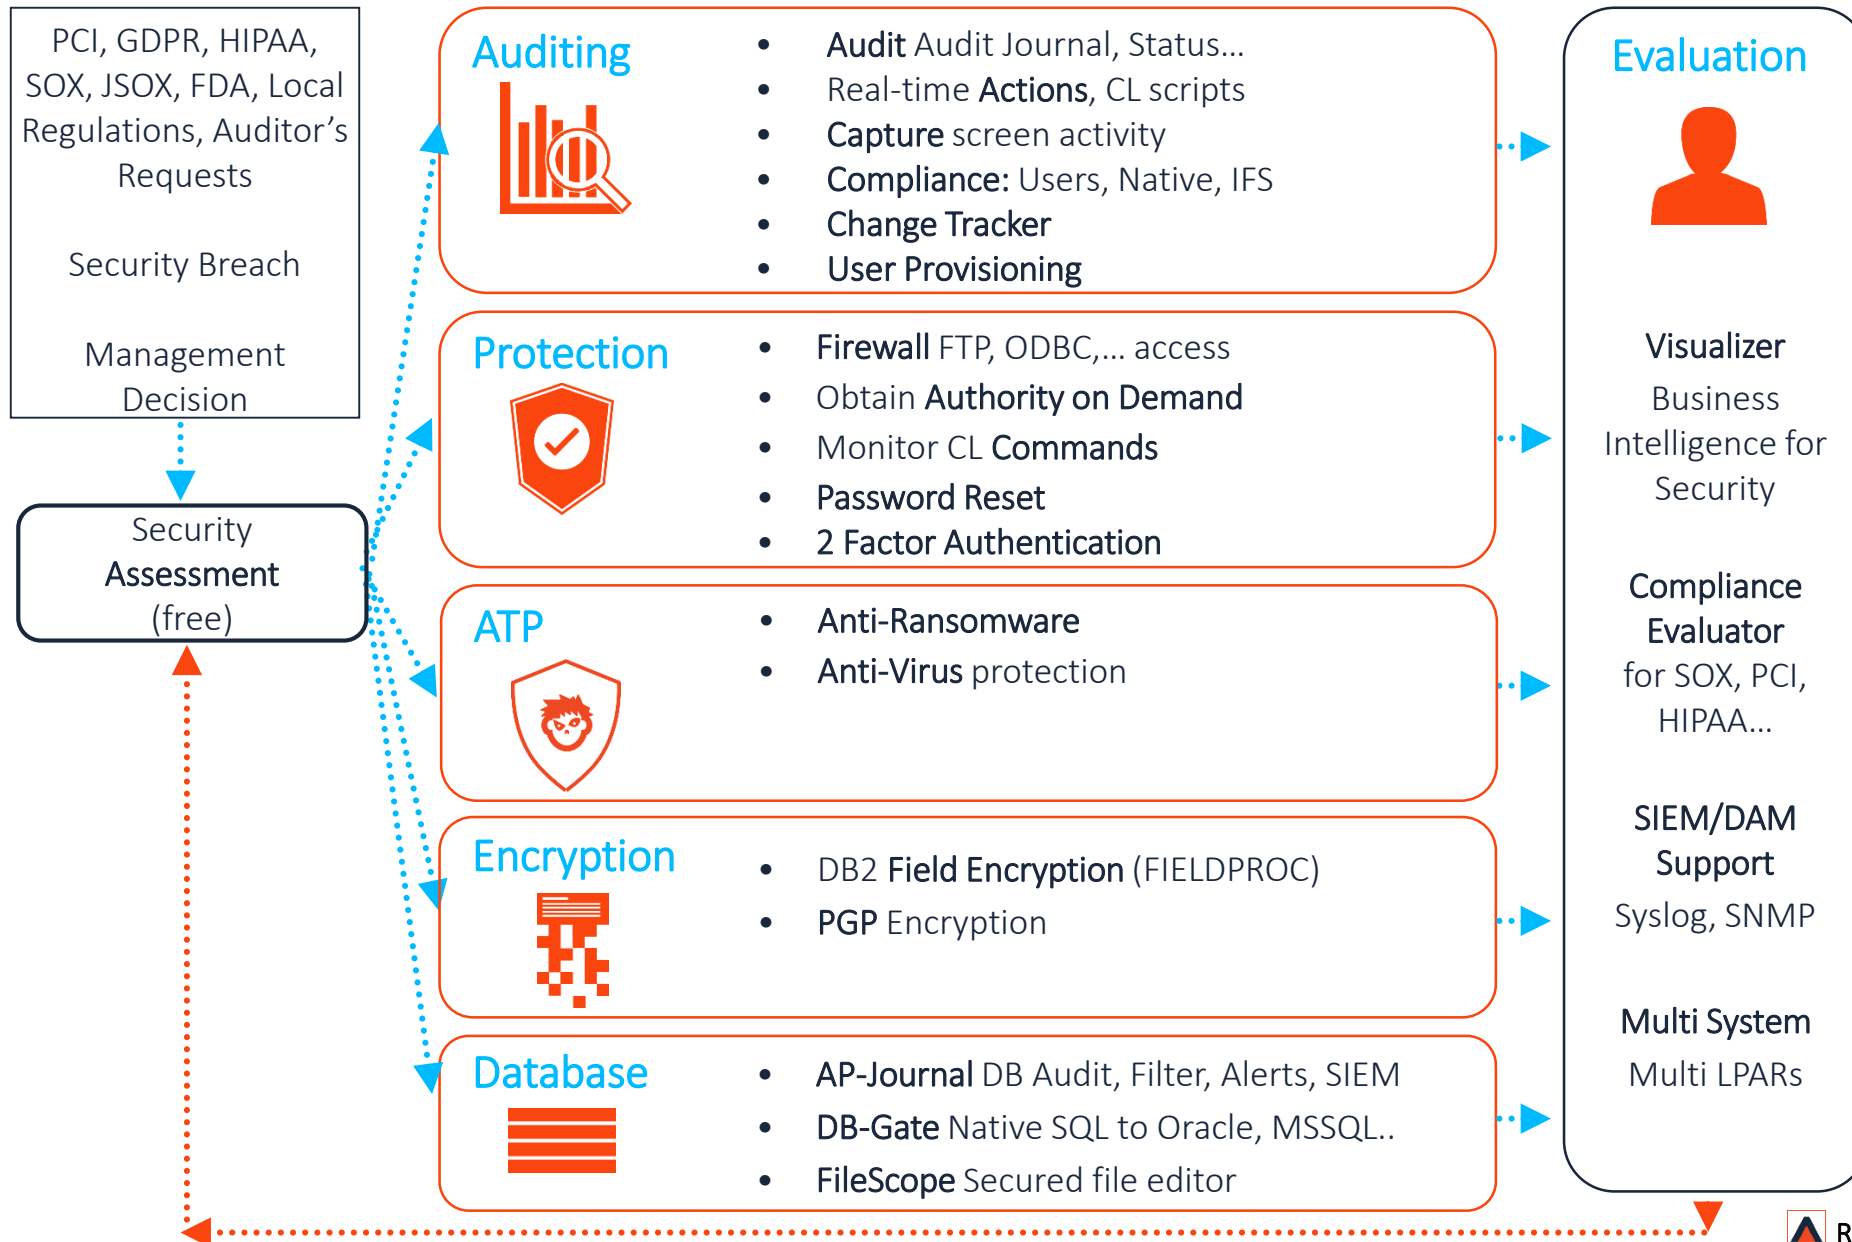 PCI, GDPR, HIPAA,
SOX, JSOX, FDA, Local
Regulations, Auditor’s
Requests
Security Breach
Management
Decision
Security
Assessment
(free)
Auditing
• Audit Audit Journal, Status...
• Real-time Actions, CL scripts
• Capture screen activity
• Compliance: Users, Native, IFS
• Change Tracker
• User Provisioning
Protection
• Firewall FTP, ODBC,... access
• Obtain Authority on Demand
• Monitor CL Commands
• Password Reset
• 2 Factor Authentication
ATP
• Anti-Ransomware
• Anti-Virus protection
Encryption
• DB2 Field Encryption (FIELDPROC)
• PGP Encryption
Database
• AP-Journal DB Audit, Filter, Alerts, SIEM
• DB-Gate Native SQL to Oracle, MSSQL..
• FileScope Secured file editor
Evaluation
Visualizer
Business
Intelligence for
Security
Compliance
Evaluator
for SOX, PCI,
HIPAA...
SIEM/DAM
Support
Syslog, SNMP
Multi System
Multi LPARs